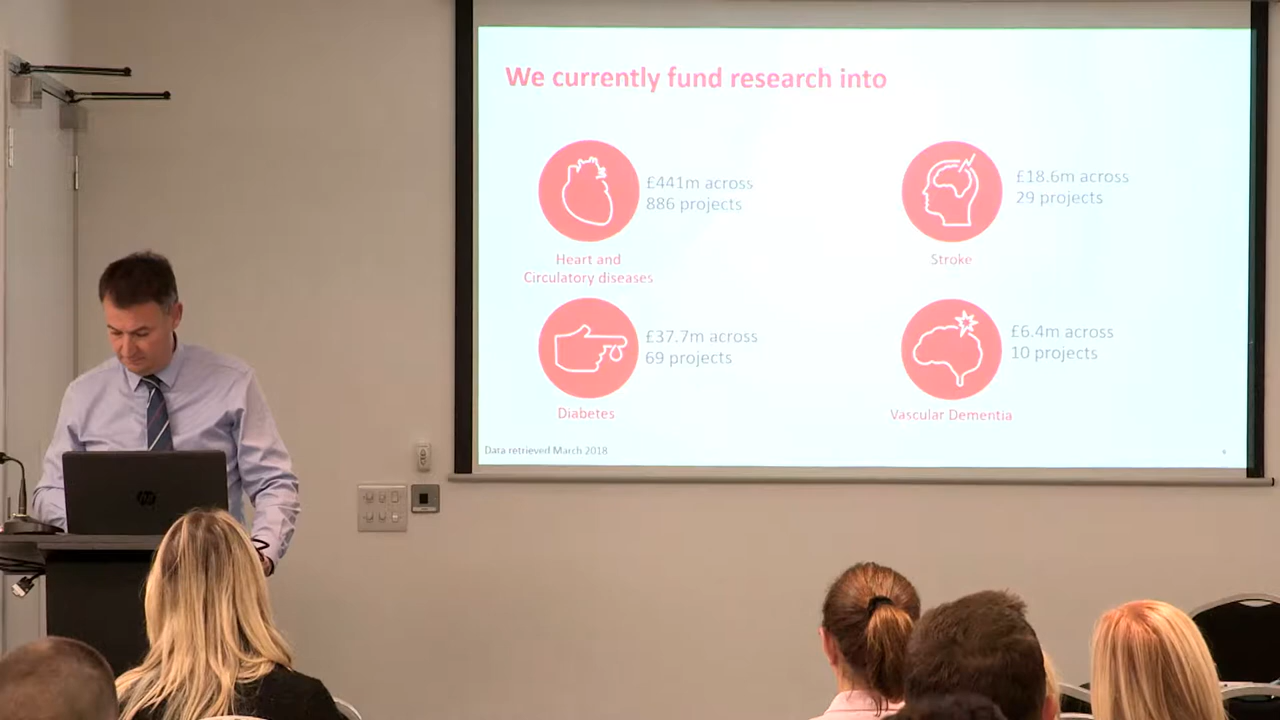 We currently fund research into
£441m across
886 projects
Heart and
Circulatory diseases
£18.6m across
29 projects
Stroke
£37.7m across
69 projects
Diabetes
£6.4m across
10 projects
Vascular Dementia
Data retrieved March 2018
hp